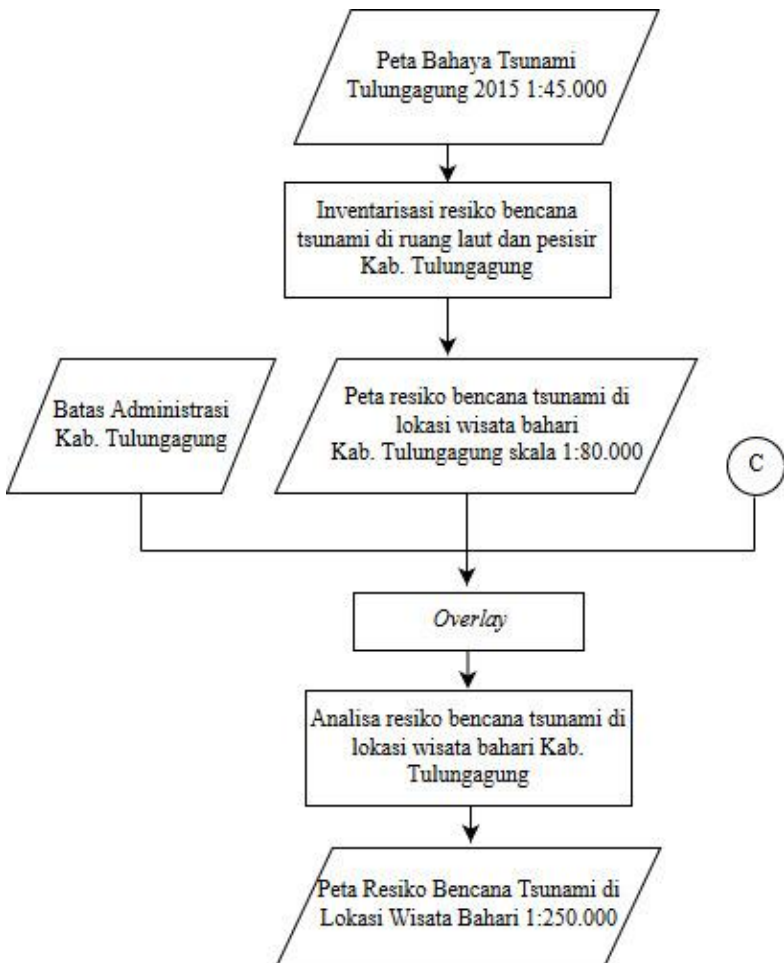 Peta Bahaya Tsunami
Tulungagung 2015 1:45.000
Inventarisasi resiko bencana
tsunami di ruang laut dan pesisir
Kab. Tulungagung
Batas Administrasi
Kab. Tulungagung
Peta resiko bencana tsunami di
lokasi wisata bahari
Kab. Tulungagung skala 1:80.000
C
Overlay
Analisa resiko bencana tsunami di
lokasi wisata bahari Kab.
Tulungagung
Peta Resiko Bencana Tsunami di
Lokasi Wisata Bahari 1:250.000